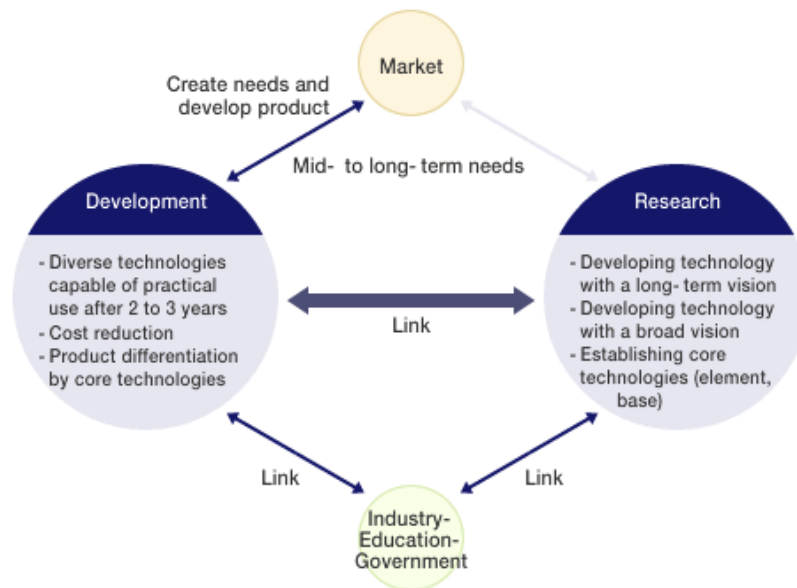 Market
Create needs and
develop product
Mid- to long- term needs
Development
- Diverse technologies
capable of practical
use after 2 to 3 years
- Cost reduction
- Product differentiation
by core technologies
Link
Research
- Developing technology
with a long- term vision
- Developing technology
with a broad vision
- Establishing core
technologies (element,
base)
Link
Link
Industry-
Education-
Government